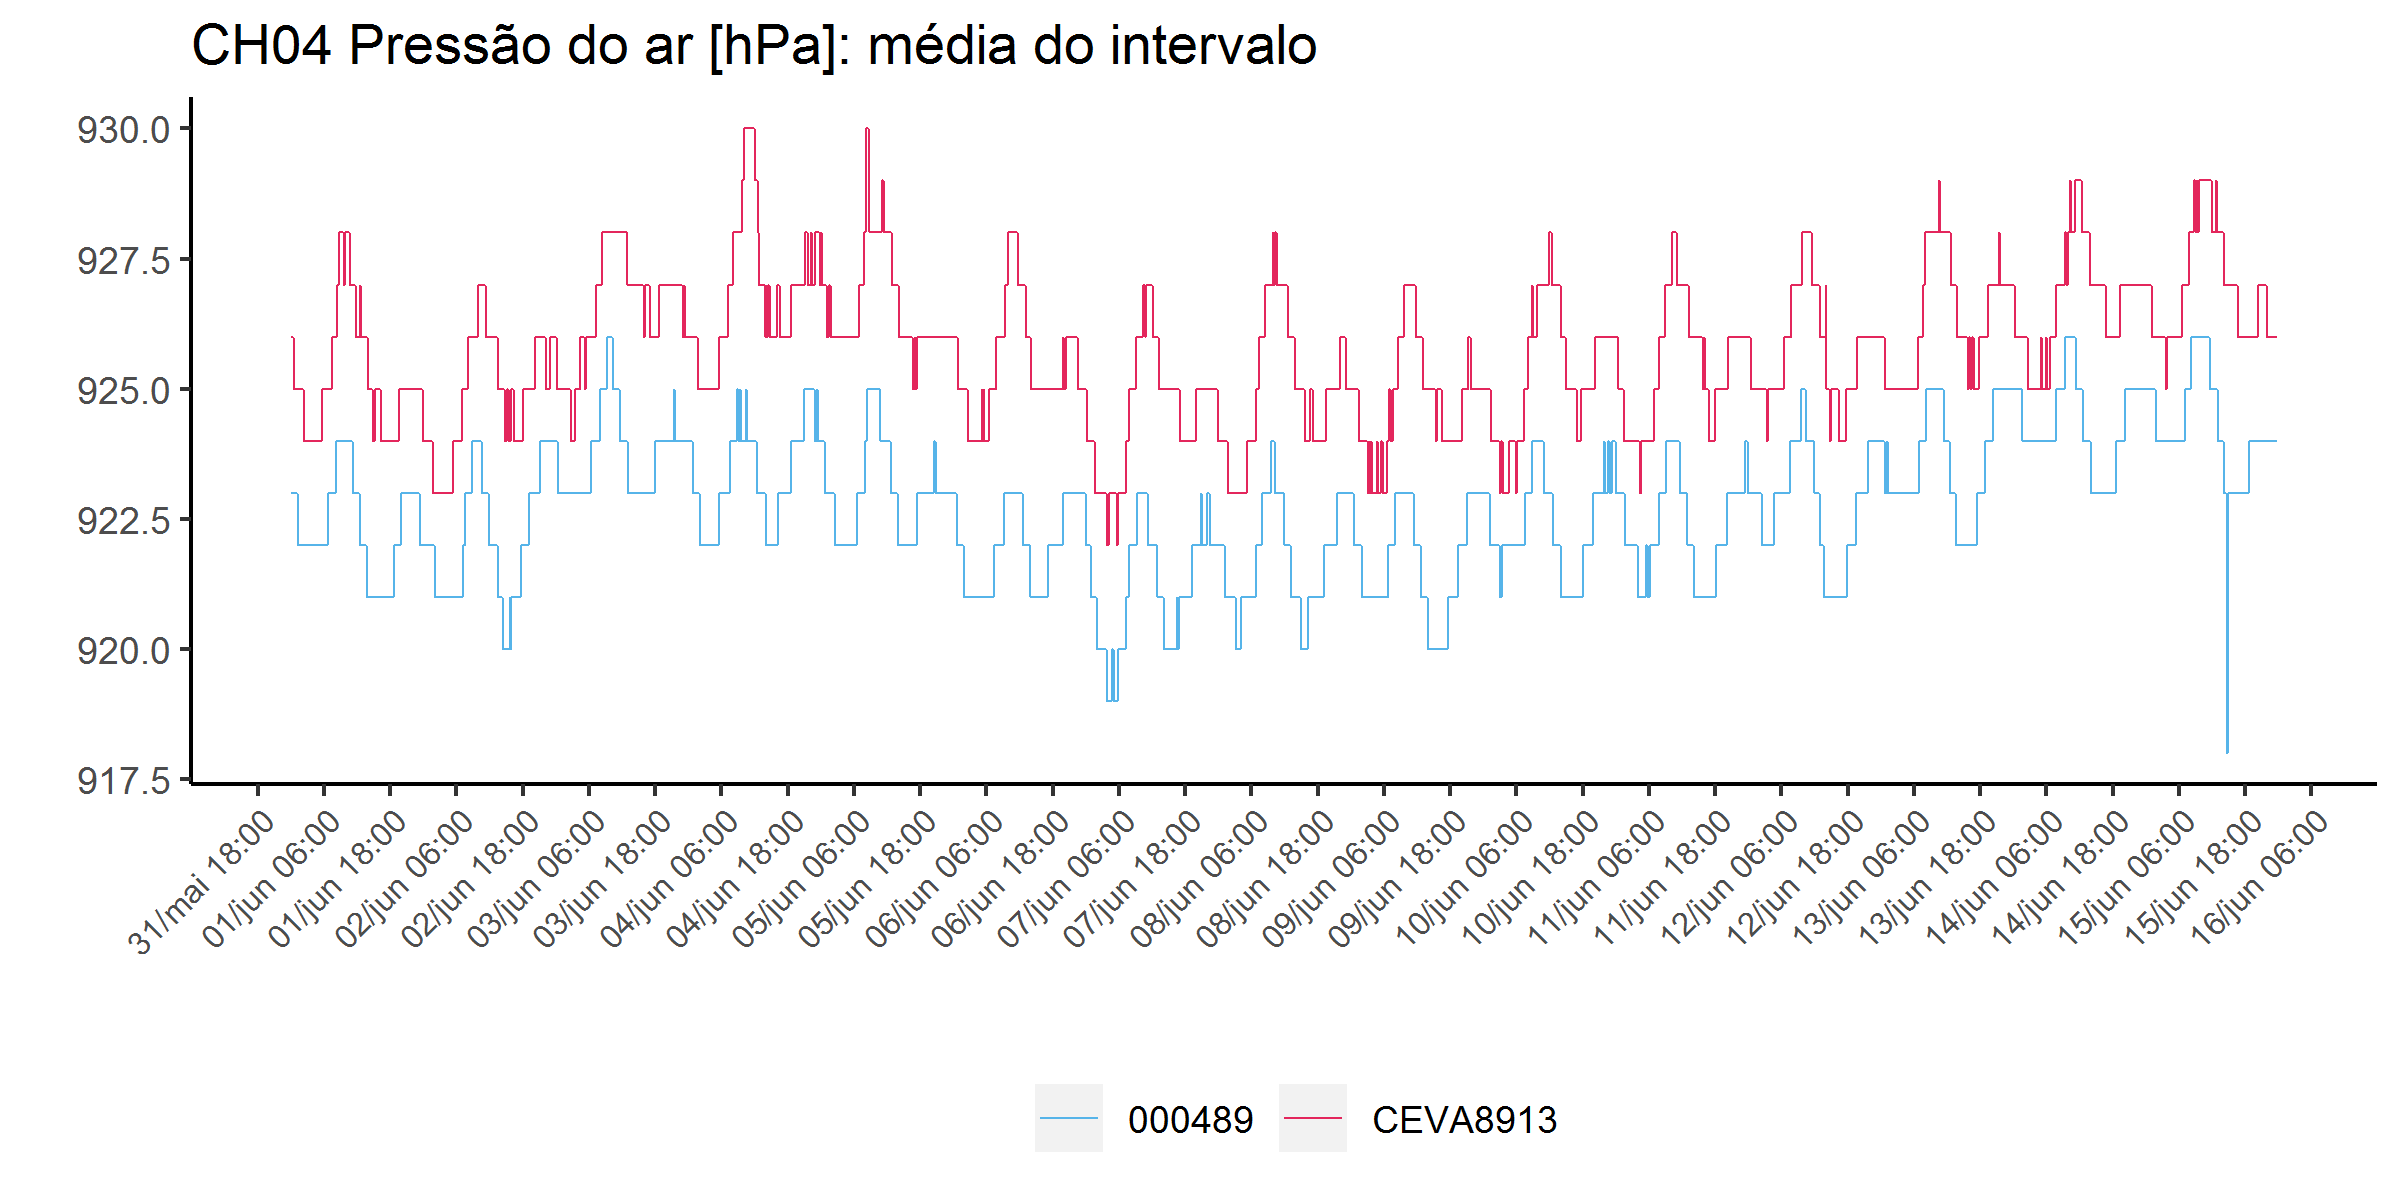 CH04 Pressão do ar [hPa]: média do intervalo
930.0
927.5
925.0
922.5
920.0
917.5
31/mai 18:00
01/jun 06:00
01/jun 18:00
02/jun 06:00
02/jun 18:00
03/jun 06:00
03/jun 18:00
04/jun 06:00
04/jun 18:00
05/jun 06:00
05/jun 18:00
06/jun 06:00
06/jun 18:00
07/jun 06:00
07/jun 18:00
08/jun 06:00
08/jun 18:00
09/jun 06:00
09/jun 18:00
10/jun 06:00
10/jun 18:00
11/jun 06:00
11/jun 18:00
12/jun 06:00
12/jun 18:00
13/jun 06:00
13/jun 18:00
14/jun 06:00
14/jun 18:00
15/jun 06:00
15/jun 18:00
16/jun 06:00
000489
CEVA8913